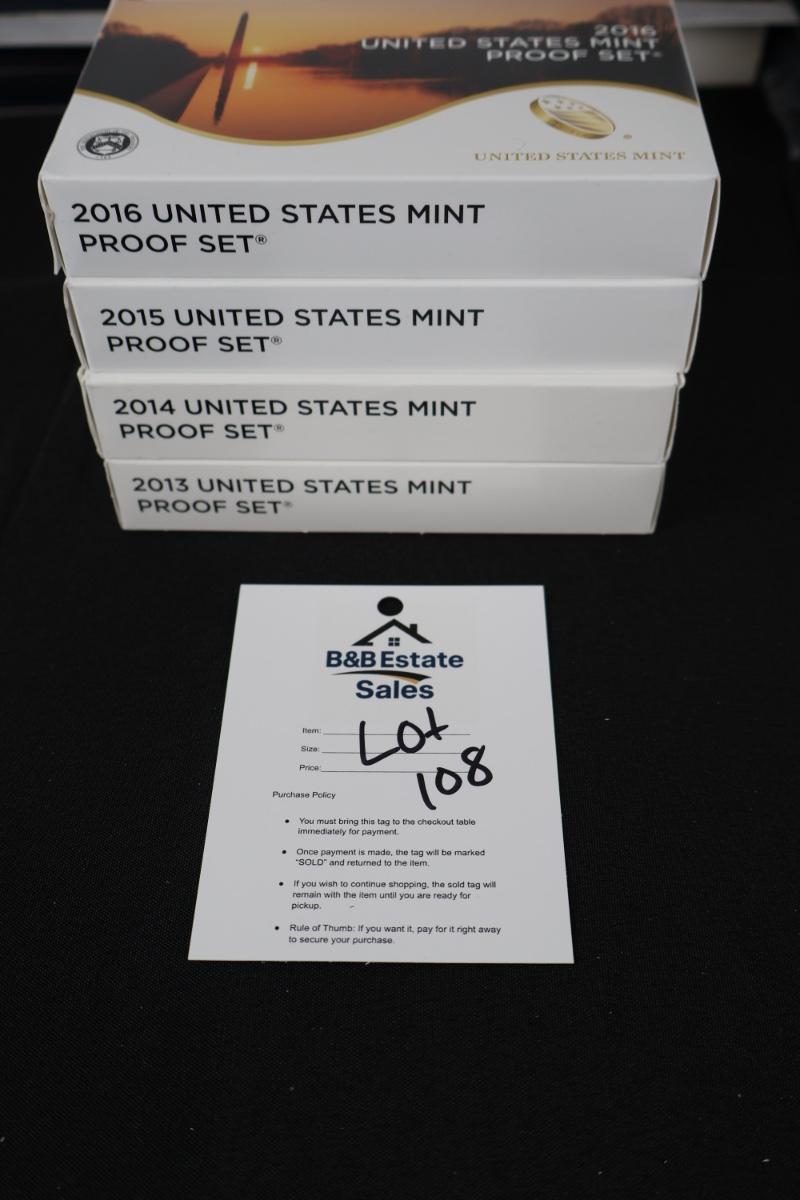 2016
UNITED STATES MINT
PROOF SET®
UNITED STATES MINT
2016 UNITED STATES MINT
PROOF SET®
2015 UNITED STATES MINT
PROOF SET®
2014 UNITED STATES MINT
PROOF SET®
2013 UNITED STATES MINT
PROOF SET®
B&B Estate
Sales
Item:
Size:
Price:
Lot
108
Purchase Policy
• You must bring this tag to the checkout table
immediately for payment.
• Once payment is made, the tag will be marked
"SOLD" and returned to the item.
• If you wish to continue shopping, the sold tag will
remain with the item until you are ready for
pickup.
• Rule of Thumb: If you want it, pay for it right away
to secure your purchase.